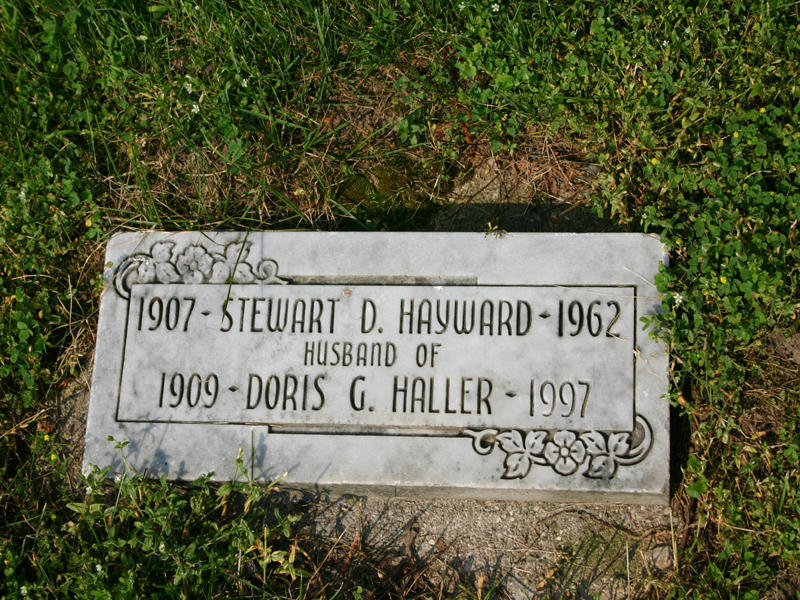 1907 - STEWART D. HAYWARD - 1962
HUSBAND OF
1909 - DORIS G. HALLER - 1997